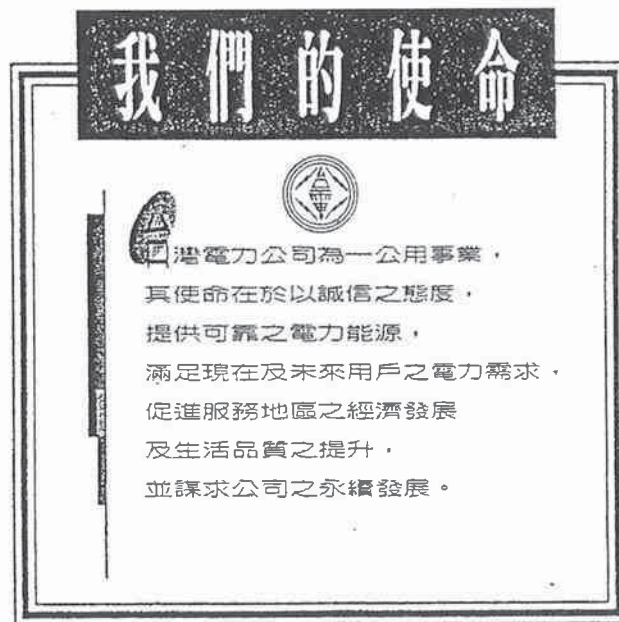 我們的使命
台灣電力公司為一公用事業，
其使命在於以誠信之態度，
提供可靠之電力能源，
滿足現在及未來用戶之電力需求，
促進服務地區之經濟發展
及生活品質之提升，
並謀求公司之永續發展。